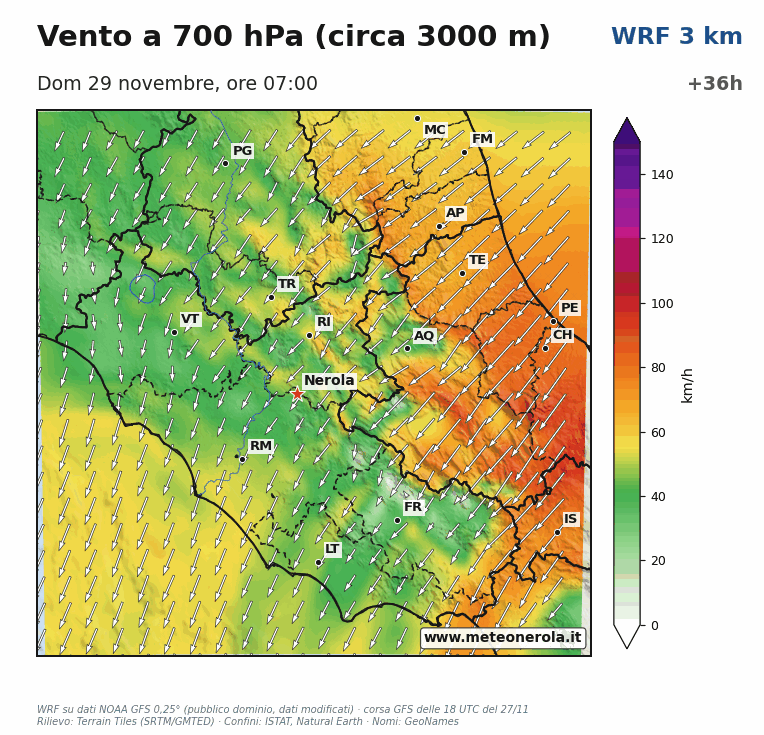 Vento a 700 hPa (circa 3000 m)
WRF 3 km
Dom 29 novembre, ore 07:00
+36h
MC
FM
PG
AP
TE
TR
PE
VT
RI
CH
AQ
Nerola
RM
FR
IS
LT
www.meteonerola.it
140
120
100
80
60
40
20
0
km/h
WRF su dati NOAA GFS 0,25° (pubblico dominio, dati modificati) · corsa GFS delle 18 UTC del 27/11
Rilievo: Terrain Tiles (SRTM/GMTED) · Confini: ISTAT, Natural Earth · Nomi: GeoNames